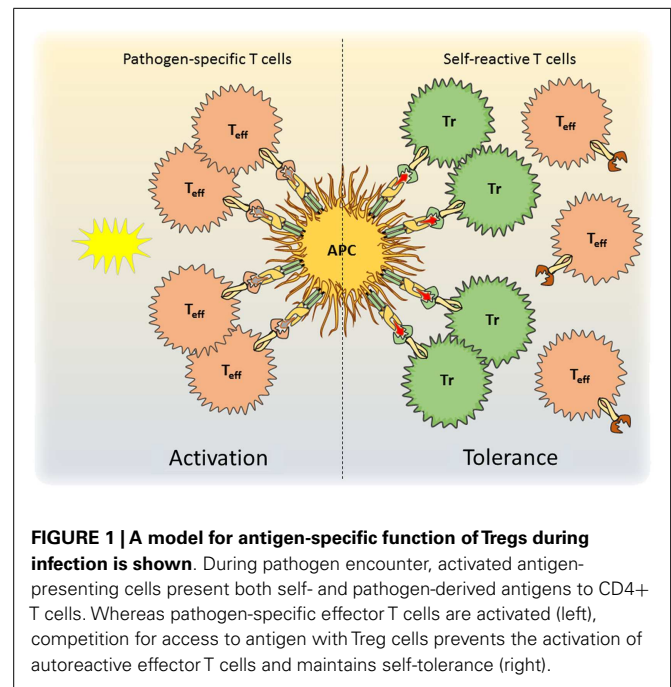 Pathogen-specific T cells
Self-reactive T cells
Teff
Teff
Teff
Teff
APC
Tr
Tr
Tr
Tr
Teff
Teff
Teff
Activation
Tolerance
FIGURE 1 | A model for antigen-specific function of Tregs during
infection is shown. During pathogen encounter, activated antigen-
presenting cells present both self- and pathogen-derived antigens to CD4+
T cells. Whereas pathogen-specific effector T cells are activated (left),
competition for access to antigen with Treg cells prevents the activation of
autoreactive effector T cells and maintains self-tolerance (right).